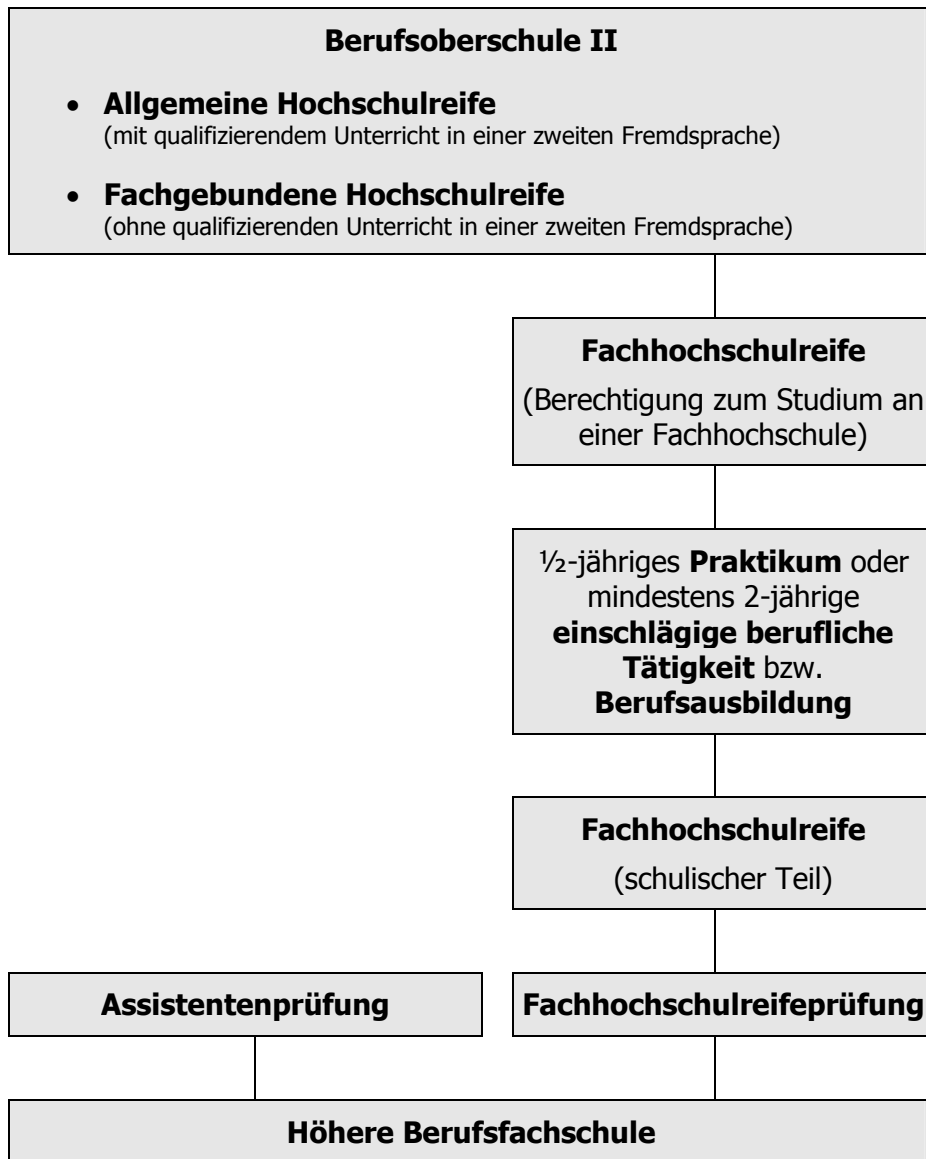 Berufsoberschule II
• Allgemeine Hochschulreife
(mit qualifizierendem Unterricht in einer zweiten Fremdsprache)
• Fachgebundene Hochschulreife
(ohne qualifizierenden Unterricht in einer zweiten Fremdsprache)
Fachhochschulreife
(Berechtigung zum Studium an
einer Fachhochschule)
½-jähriges Praktikum oder
mindestens 2-jährige
einschlägige berufliche
Tätigkeit bzw.
Berufsausbildung
Fachhochschulreife
(schulischer Teil)
Assistentenprüfung
Fachhochschulreifeprüfung
Höhere Berufsfachschule